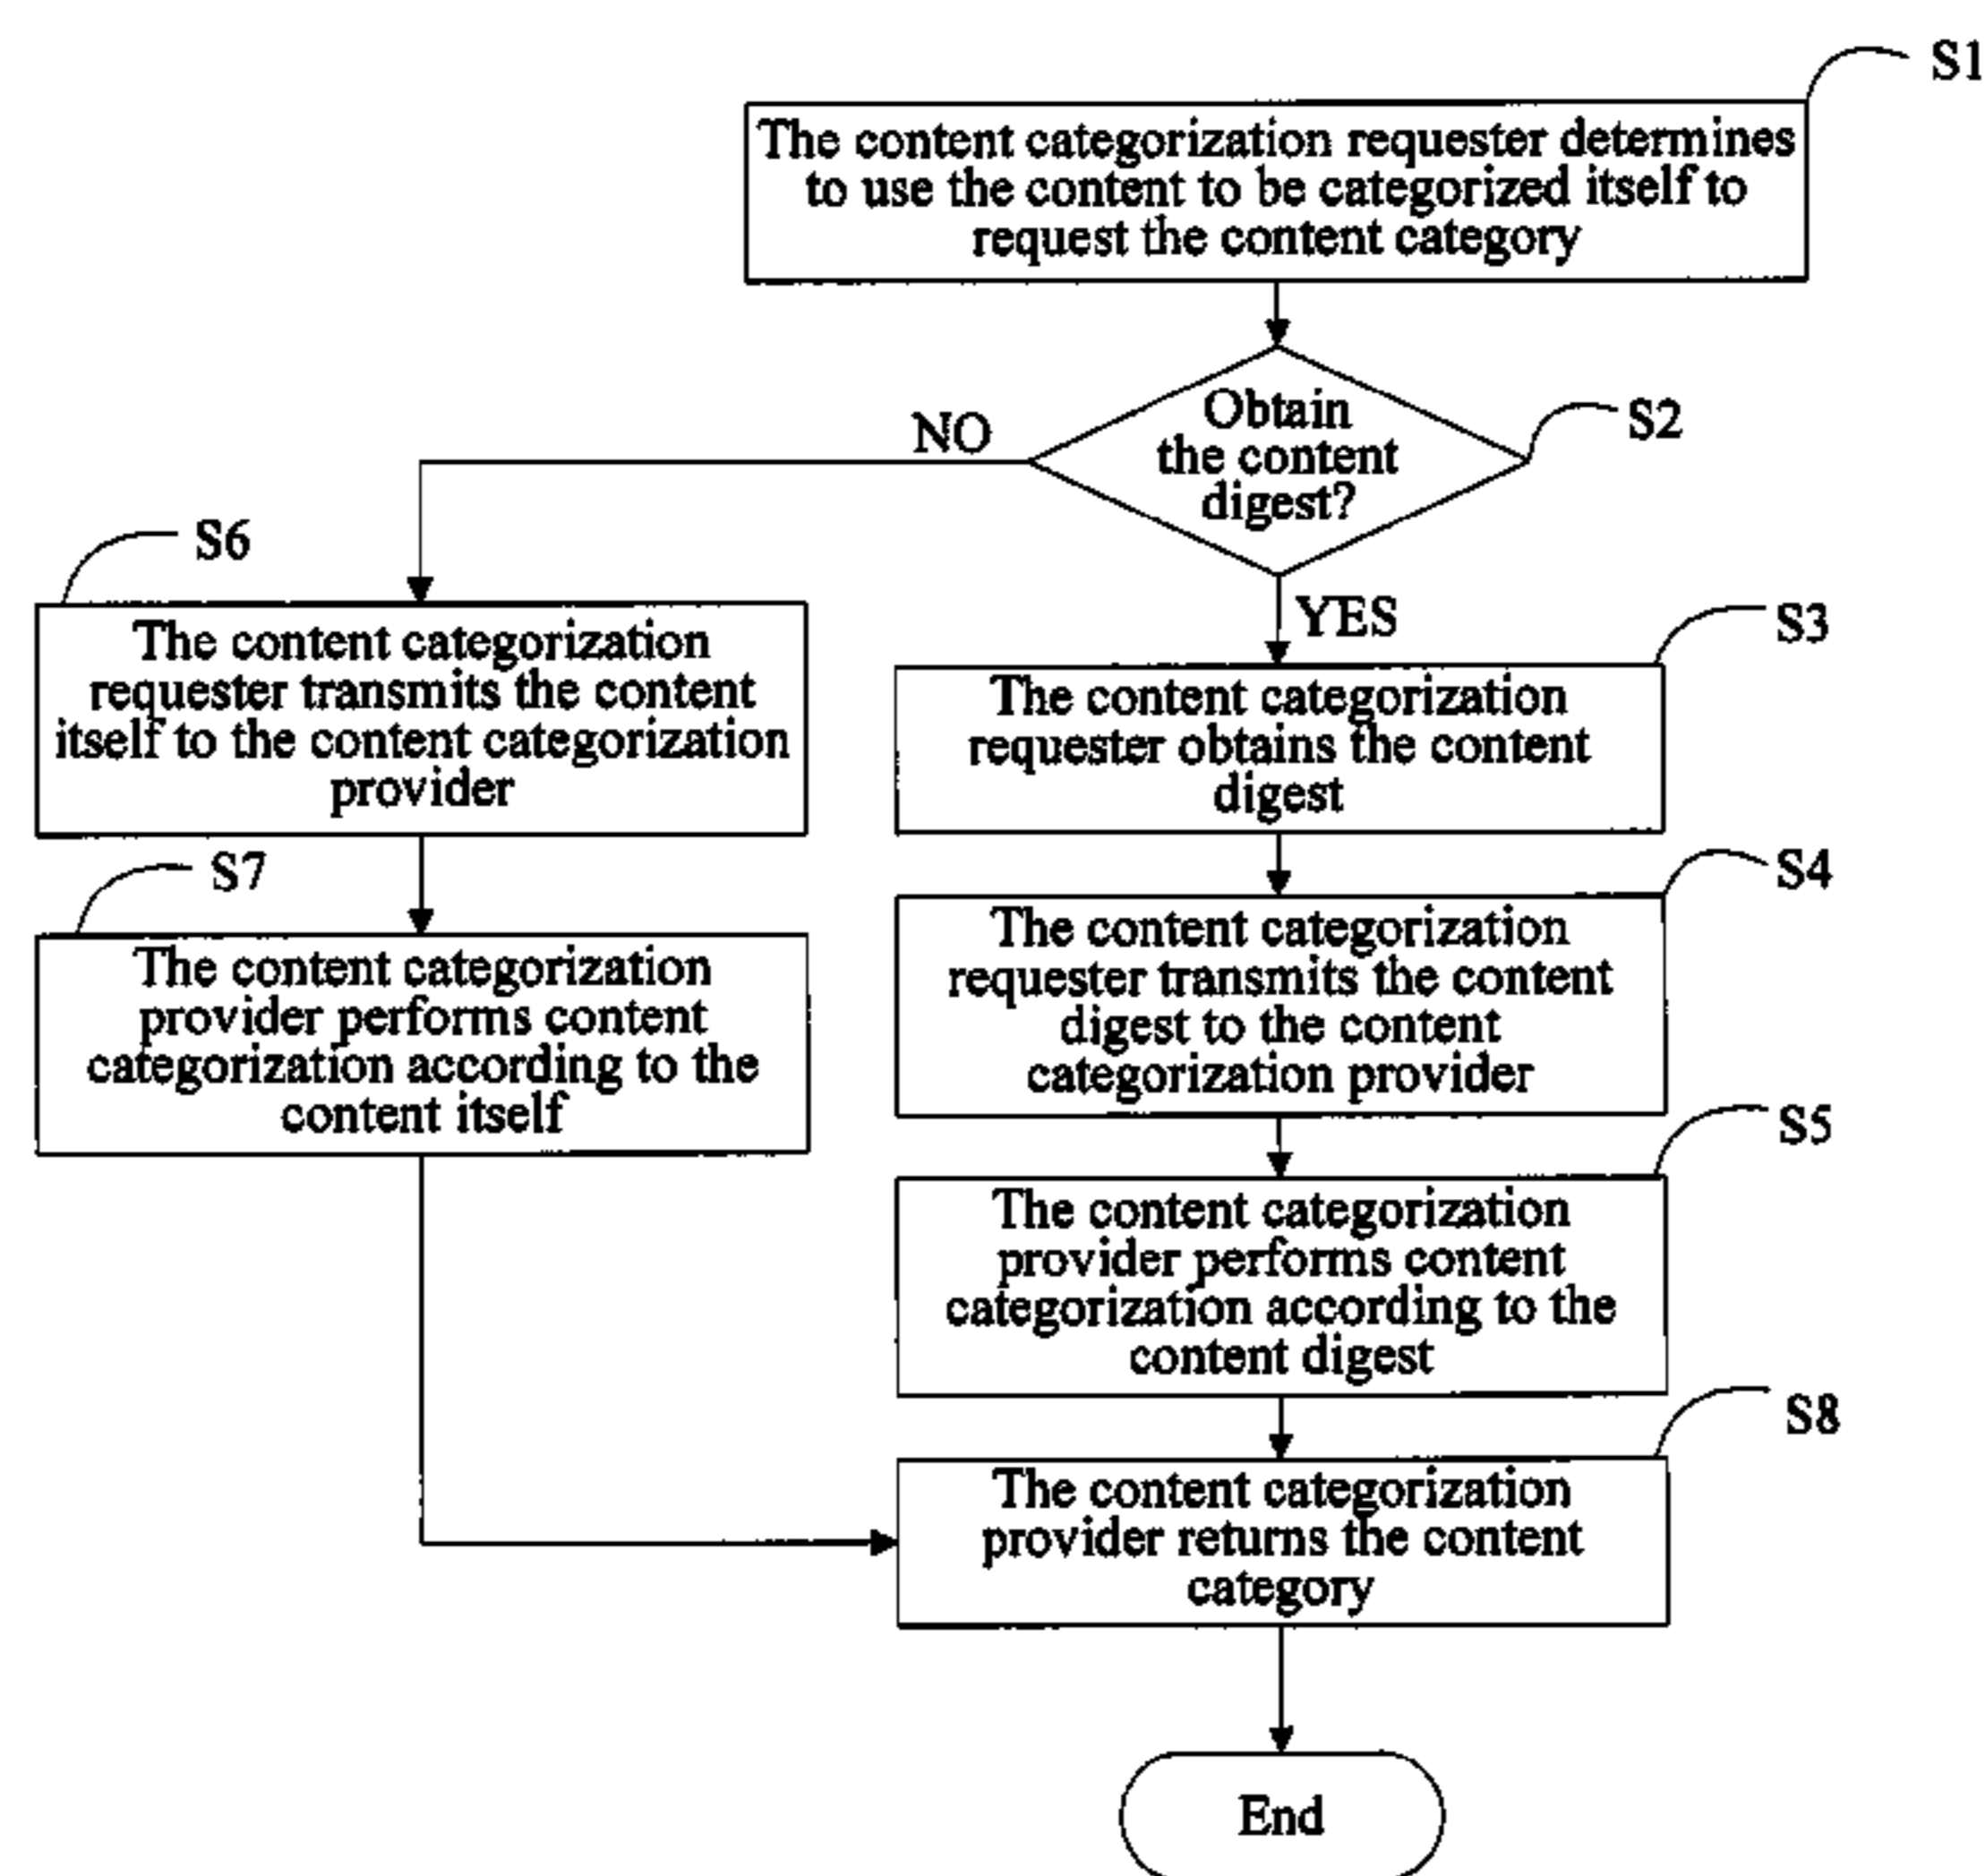 S1
The content categorization requester determines
to use the content to be categorized itself to
request the content category
Obtain
the content
digest?
S2
NO
YES
S6
The content categorization
requester transmits the content
itself to the content categorization
provider
S3
The content categorization
requester obtains the content
digest
S7
The content categorization
provider performs content
categorization according to the
content itself
S4
The content categorization
requester transmits the content
digest to the content
categorization provider
S5
The content categorization
provider performs content
categorization according to the
content digest
S8
The content categorization
provider returns the content
category
End